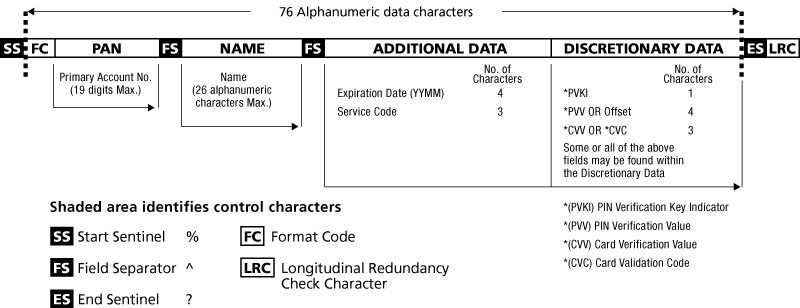 76 Alphanumeric data characters
SS FC PAN FS NAME FS ADDITIONAL DATA DISCRETIONARY DATA ES LRC
Primary Account No.
(19 digits Max.)
Name
(26 alphanumeric
characters Max.)
No. of
Characters
Expiration Date (YYMM) 4
Service Code 3
No. of
Characters
*PVKI 1
*PVV OR Offset 4
*CVV OR *CVC 3
Some or all of the above
fields may be found within
the Discretionary Data
Shaded area identifies control characters
SS Start Sentinel %
FC Format Code
FS Field Separator ^
LRC Longitudinal Redundancy
Check Character
ES End Sentinel ?
*(PVKI) PIN Verification Key Indicator
*(PVV) PIN Verification Value
*(CVV) Card Verification Value
*(CVC) Card Validation Code